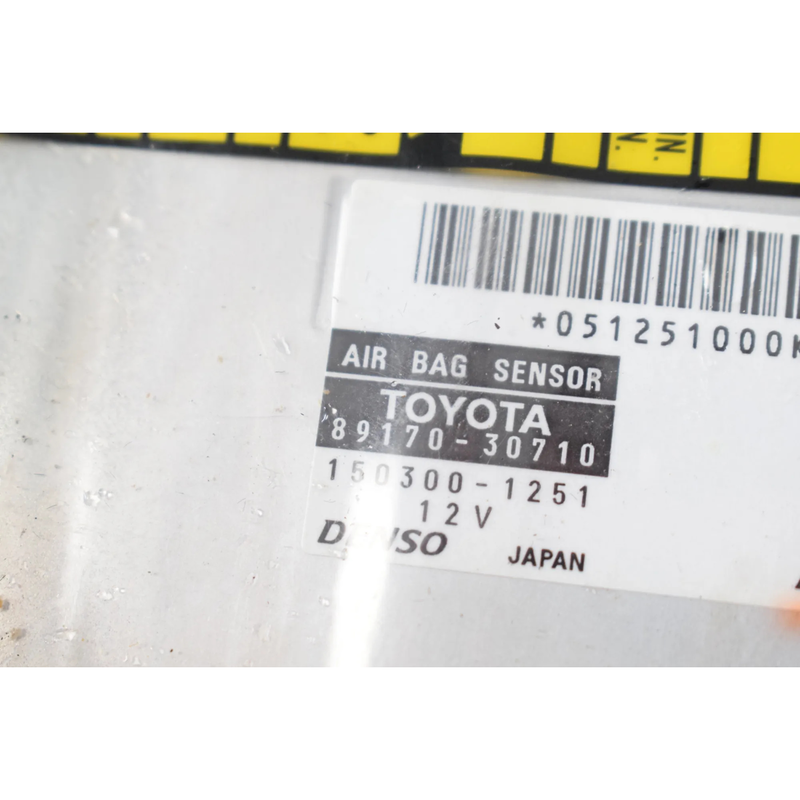 *051251000K
AIR BAG SENSOR
TOYOTA
89170-30710
150300-1251
12V
DENSO JAPAN